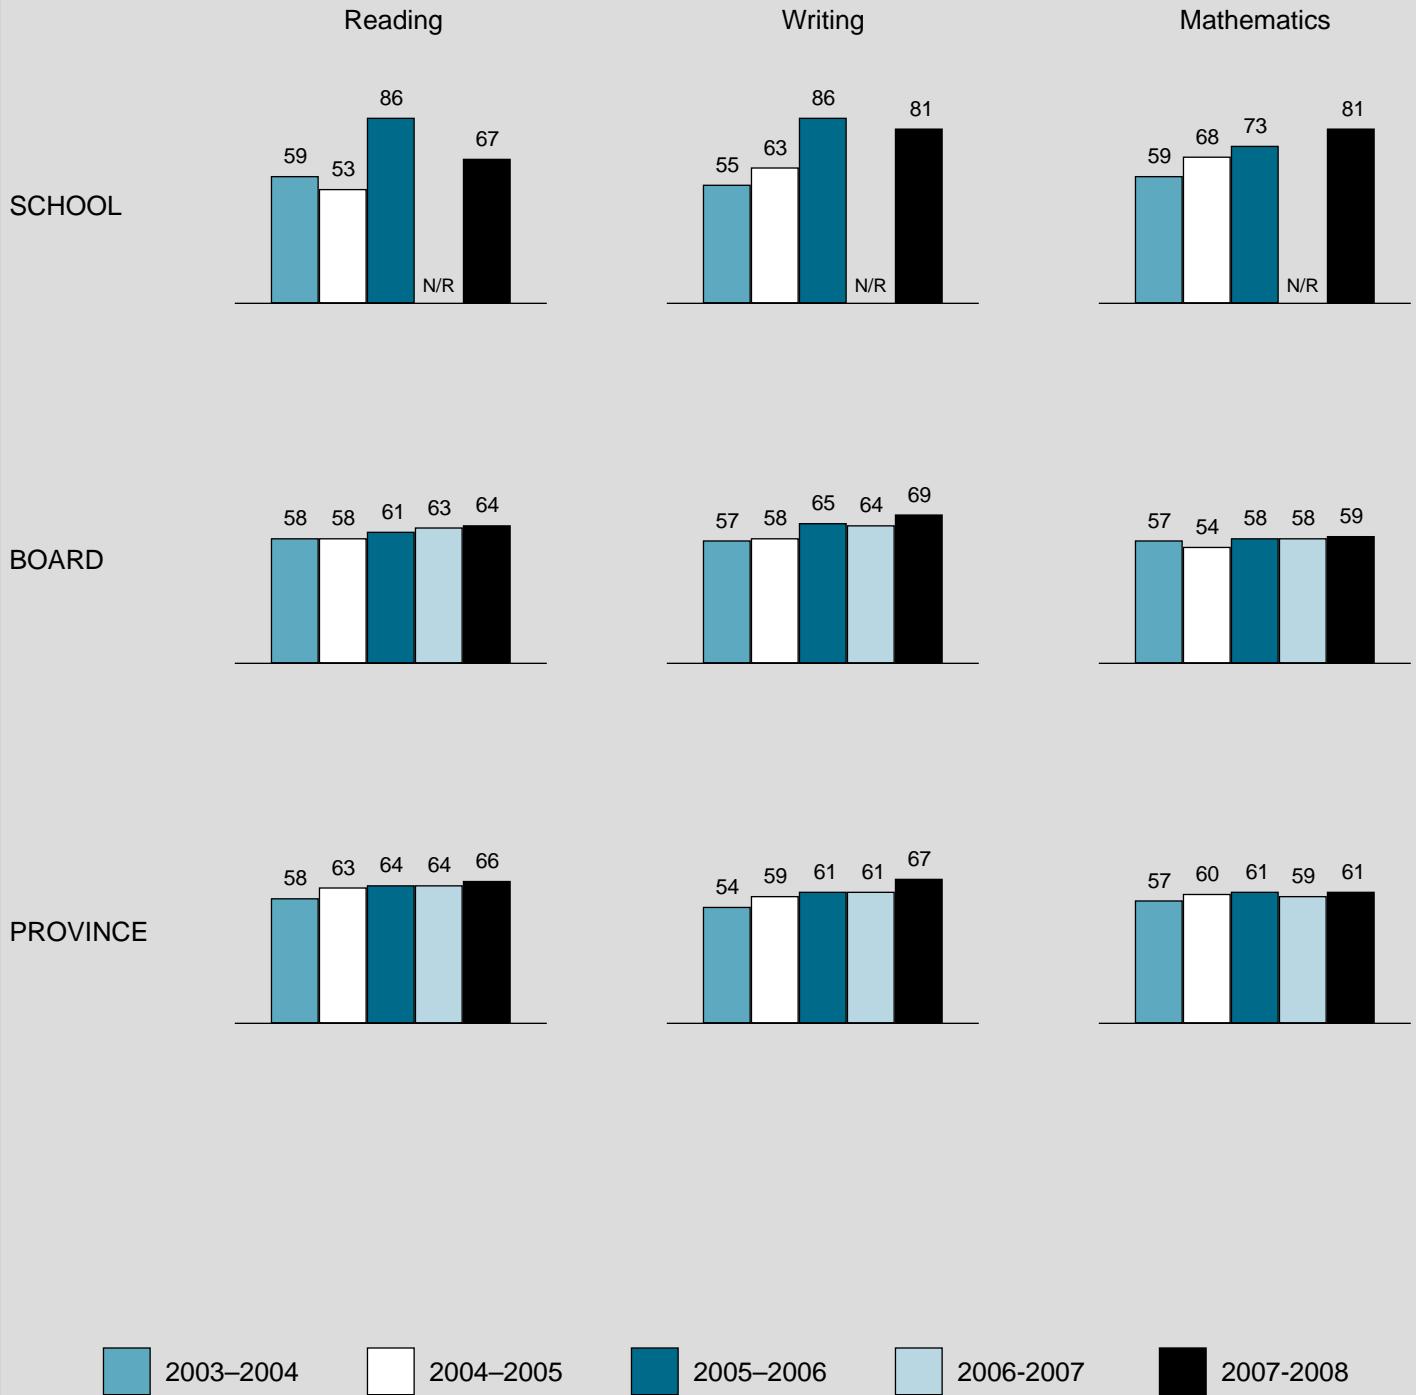 Reading Writing Mathematics
SCHOOL
59 53 86 N/R 67
55 63 86 N/R 81
59 68 73 N/R 81
BOARD
58 58 61 63 64
57 58 65 64 69
57 54 58 58 59
PROVINCE
58 63 64 64 66
54 59 61 61 67
57 60 61 59 61
2003–2004 2004–2005 2005–2006 2006-2007 2007-2008